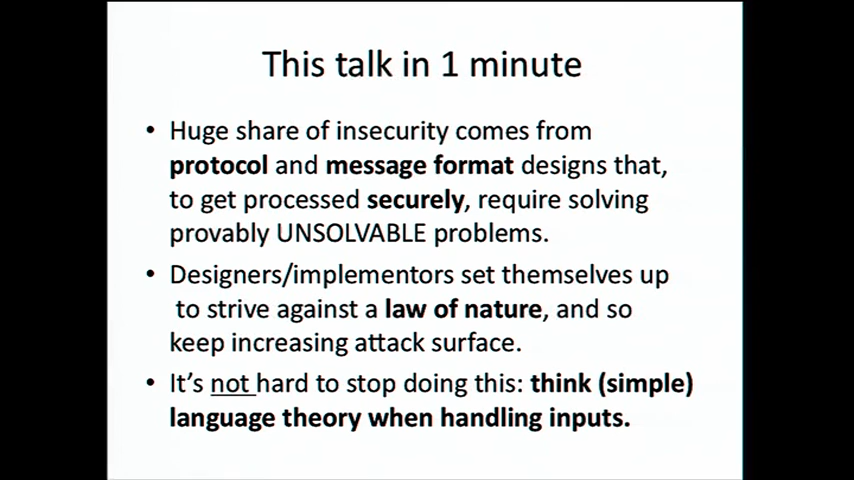 This talk in 1 minute
• Huge share of insecurity comes from
protocol and message format designs that,
to get processed securely, require solving
provably UNSOLVABLE problems.
• Designers/implementors set themselves up
to strive against a law of nature, and so
keep increasing attack surface.
• It's not hard to stop doing this: think (simple)
language theory when handling inputs.